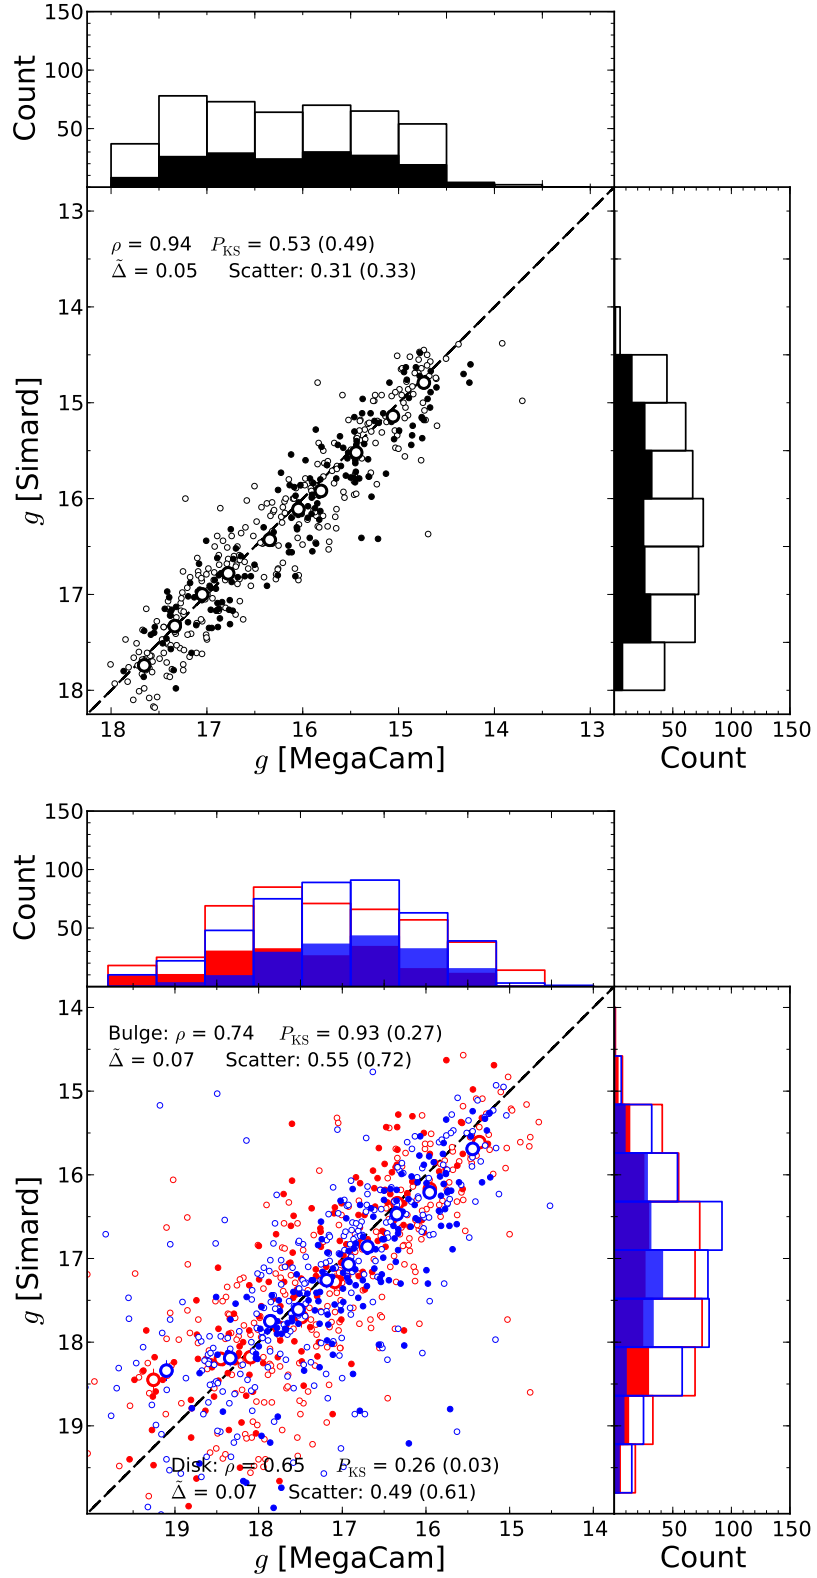 150
100
50
Count
13
14
15
16
17
18
g [Simard]
ρ = 0.94 P_KS = 0.53 (0.49)
Δ̃ = 0.05 Scatter: 0.31 (0.33)
18 17 16 15 14 13
g [MegaCam]
50 100 150
Count
150
100
50
Count
14
15
16
17
18
19
g [Simard]
Bulge: ρ = 0.74 P_KS = 0.93 (0.27)
Δ̃ = 0.07 Scatter: 0.55 (0.72)
Disk: ρ = 0.65 P_KS = 0.26 (0.03)
Δ̃ = 0.07 Scatter: 0.49 (0.61)
19 18 17 16 15 14
g [MegaCam]
50 100 150
Count